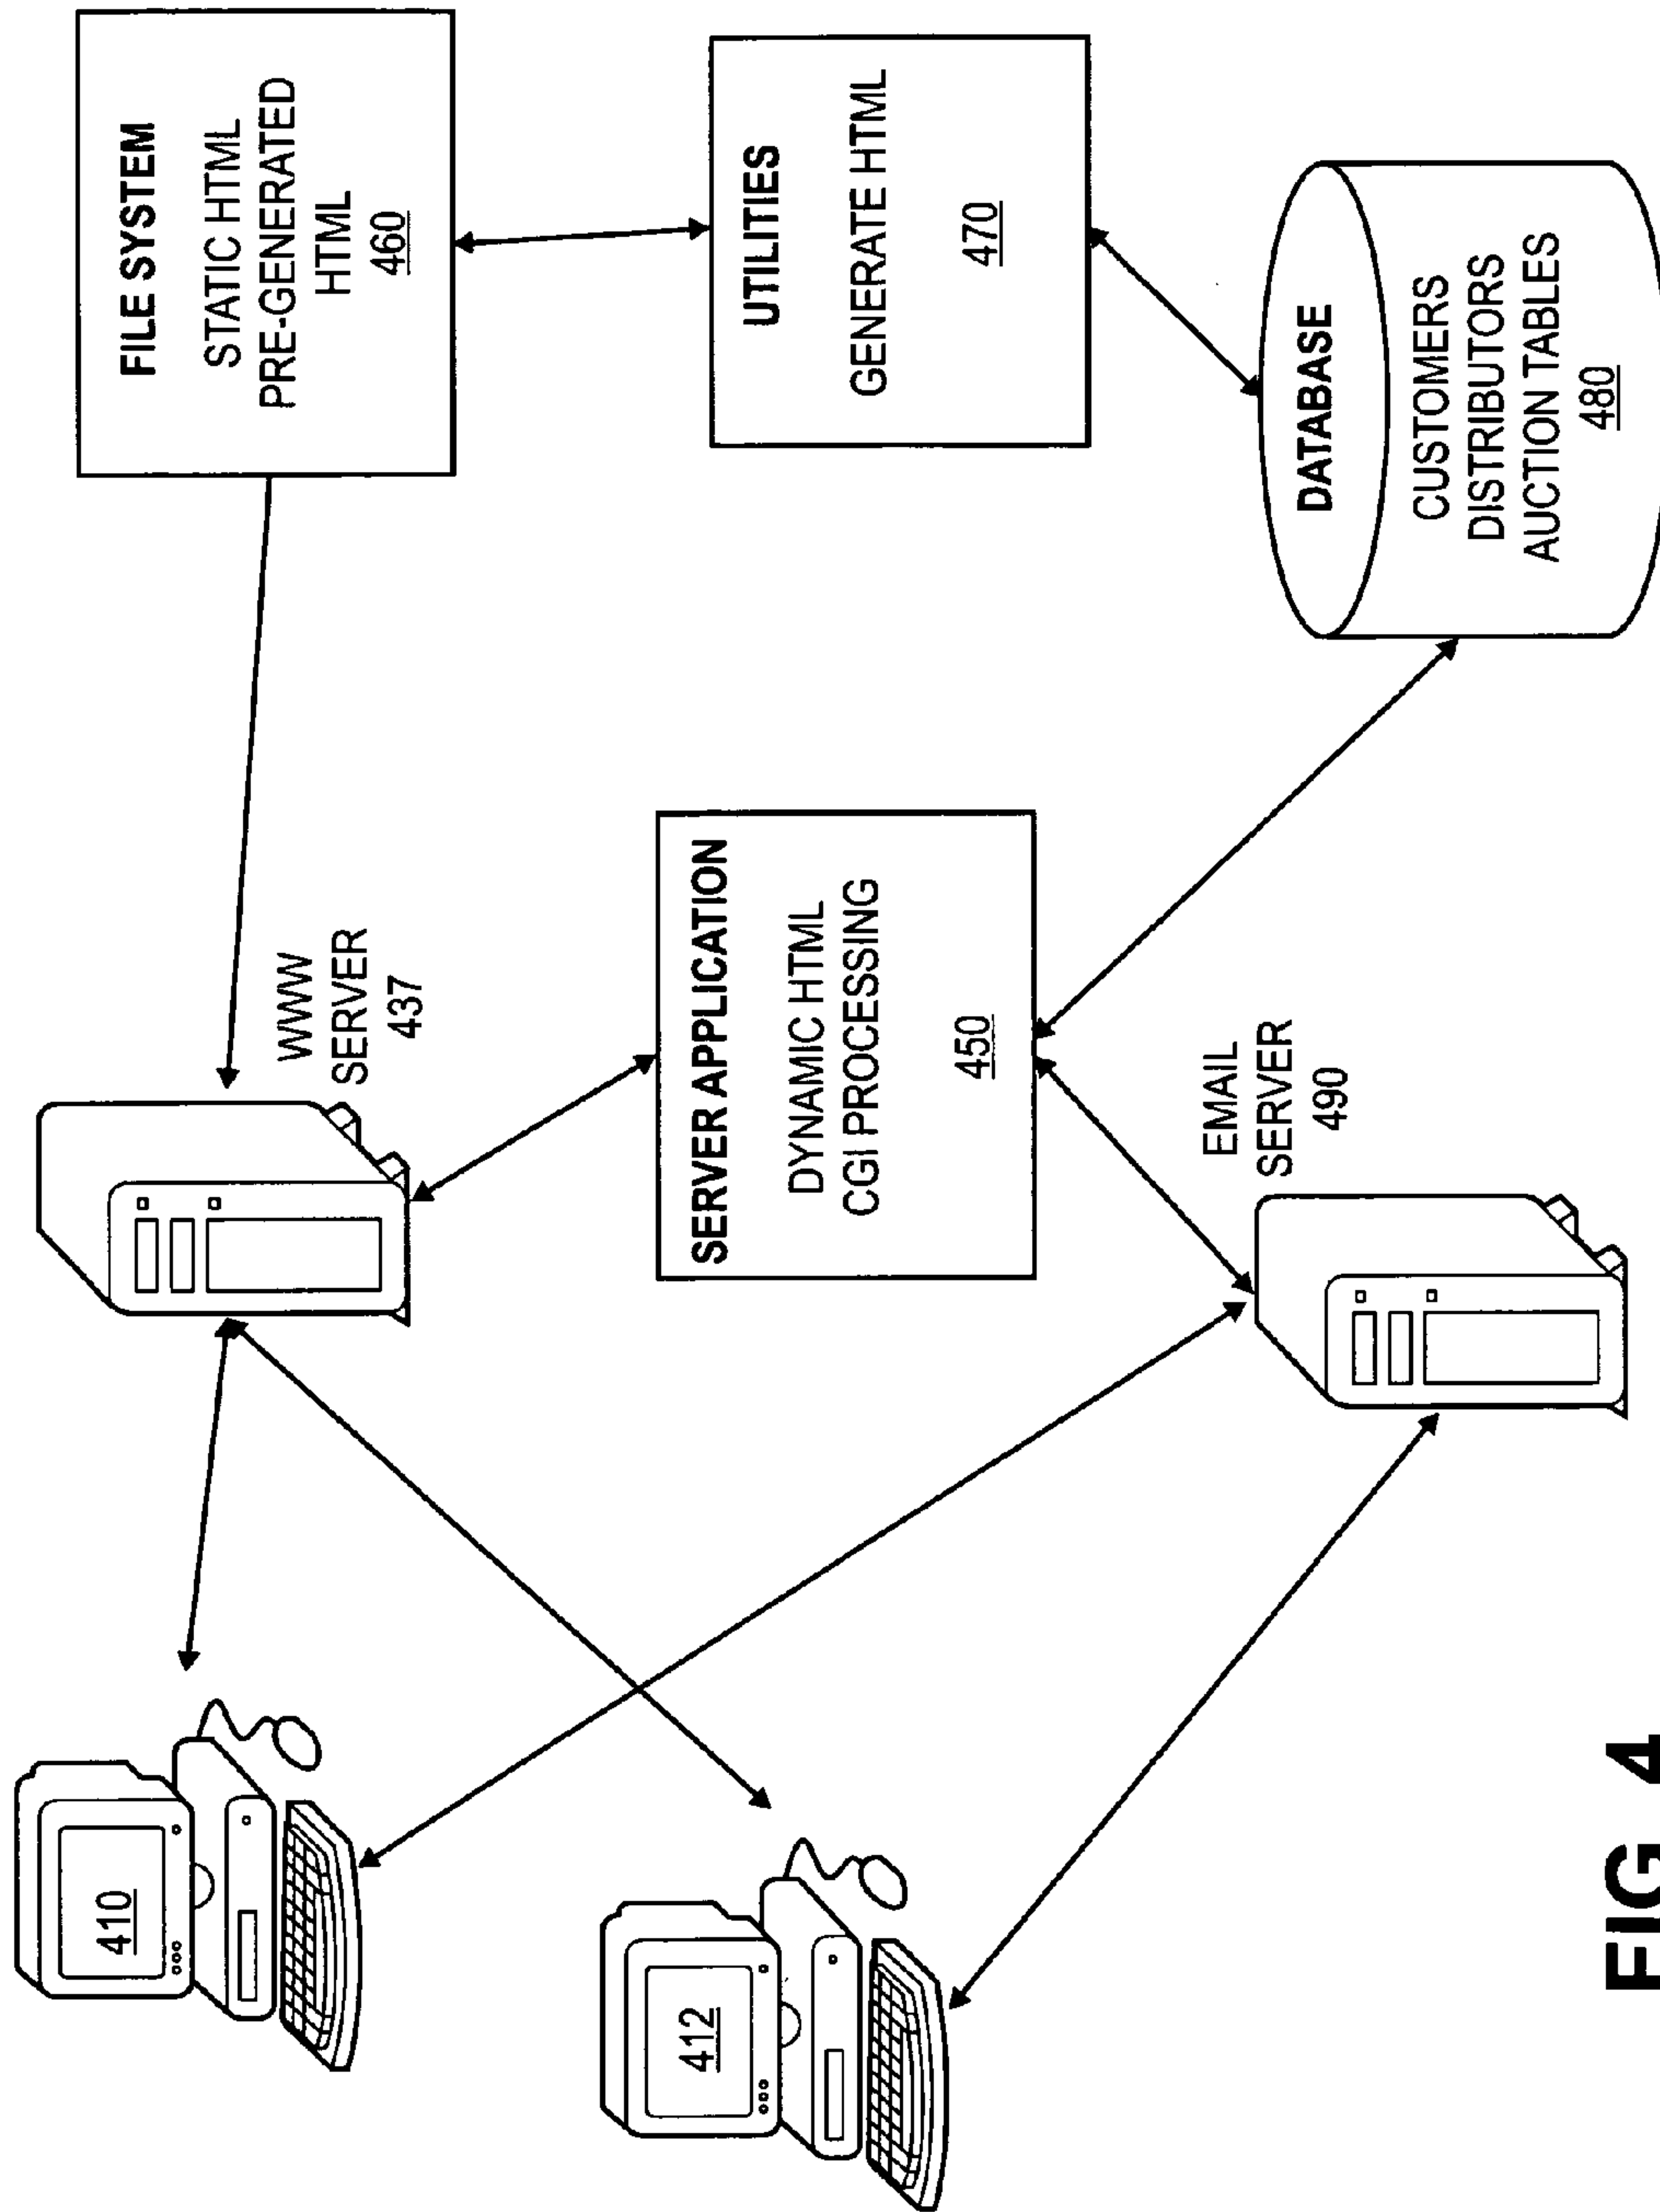 410
412
WWW
SERVER
437
SERVER APPLICATION
DYNAMIC HTML
CGI PROCESSING
450
EMAIL
SERVER
490
FILE SYSTEM
STATIC HTML
PRE-GENERATED
HTML
460
UTILITIES
GENERATE HTML
470
DATABASE
CUSTOMERS
DISTRIBUTORS
AUCTION TABLES
480
FIG. 4